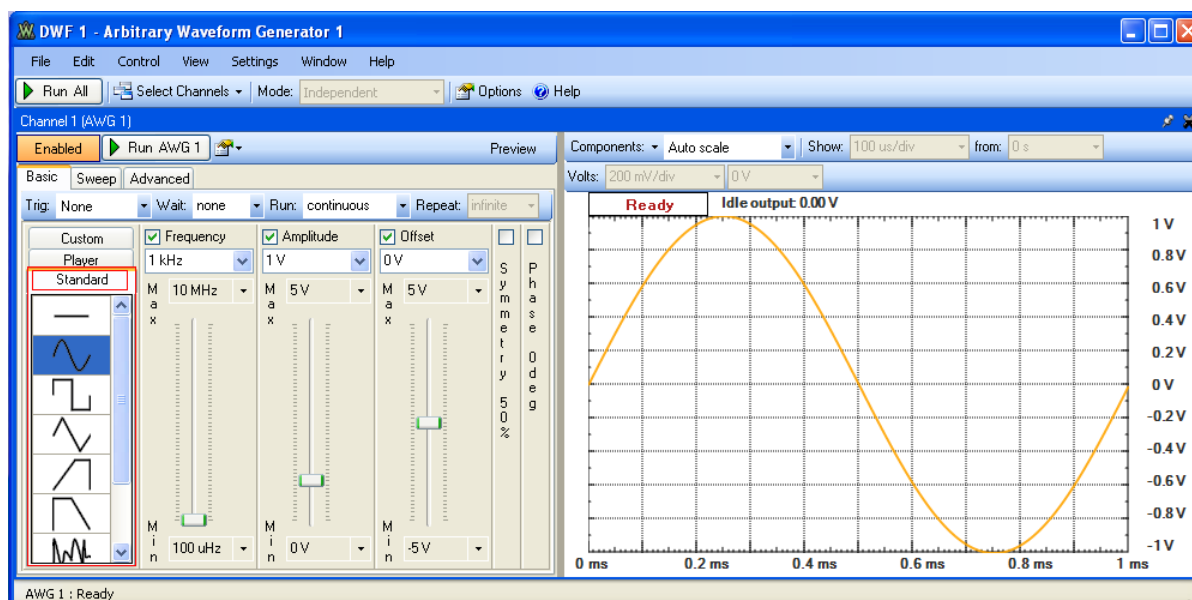 DWF 1 - Arbitrary Waveform Generator 1
File Edit Control View Settings Window Help
Run All Select Channels Mode: Independent Options Help
Channel 1 (AWG 1)
Enabled Run AWG 1 Preview
Basic Sweep Advanced
Trig: None Wait: none Run: continuous Repeat: infinite
Custom
Player
Standard
Frequency
1 kHz
Max 10 MHz
Min 100 uHz
Amplitude
1 V
Max 5 V
Min 0 V
Offset
0 V
Max 5 V
Min -5 V
Symmetry 50%
Phase 0deg
Components: Auto scale Show: 100 us/div from: 0 s
Volts: 200 mV/div 0 V
Ready Idle output: 0.00 V
1 V
0.8 V
0.6 V
0.4 V
0.2 V
0 V
-0.2 V
-0.4 V
-0.6 V
-0.8 V
-1 V
0 ms 0.2 ms 0.4 ms 0.6 ms 0.8 ms 1 ms
AWG 1 : Ready